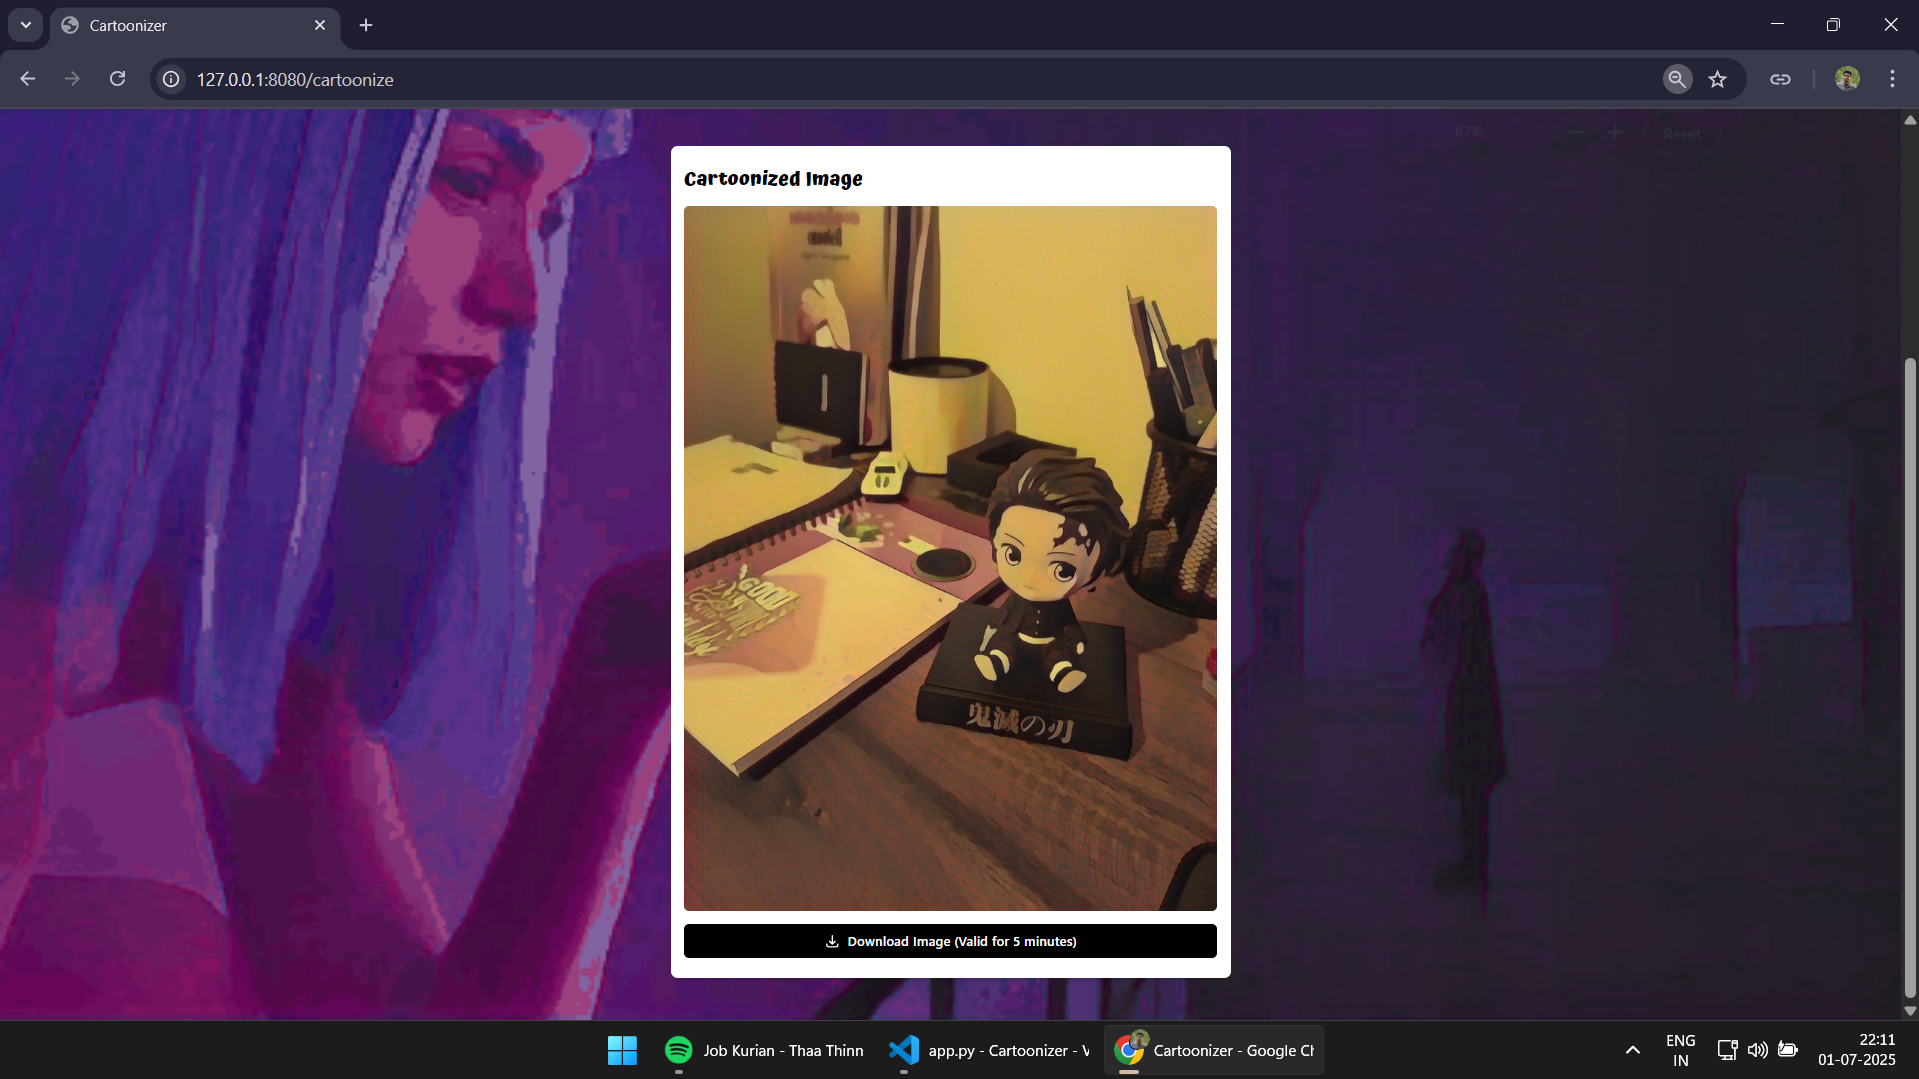 Cartoonizer
127.0.0.1:8080/cartoonize
67%
Reset
Cartoonized Image
GOOD
鬼滅の刃
Download Image (Valid for 5 minutes)
Job Kurian - Thaa Thinn
app.py - Cartoonizer - V
Cartoonizer - Google Ch
ENG
IN
22:11
01-07-2025